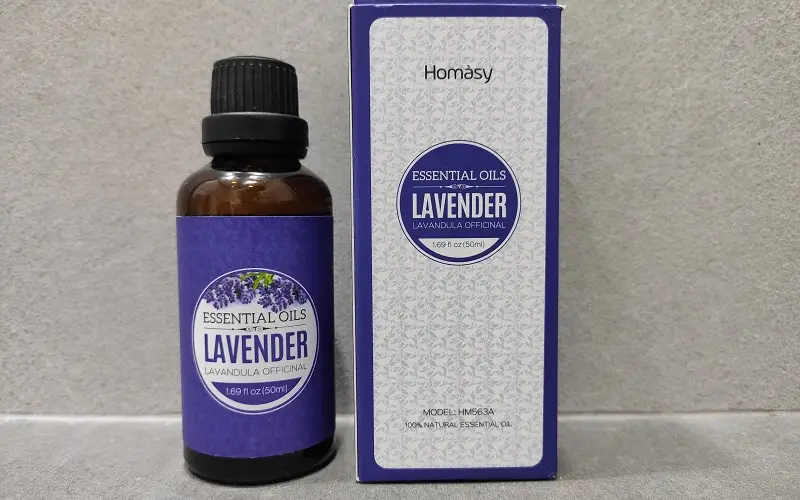 ESSENTIAL OILS
LAVENDER
LAVANDULA OFFICINAL
1.69 fl oz (50ml)
Homàsy
ESSENTIAL OILS
LAVENDER
LAVANDULA OFFICINAL
1.69 fl oz (50ml)
MODEL: HM563A
100% NATURAL ESSENTIAL OIL